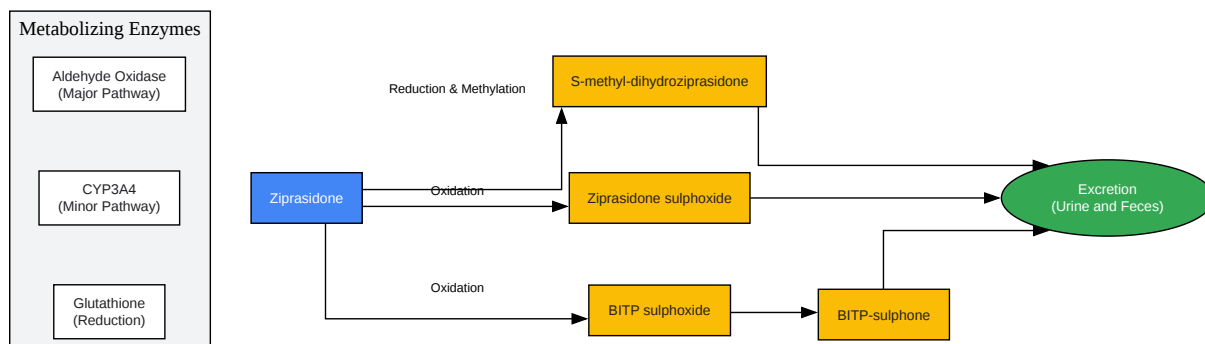 Metabolizing Enzymes
Aldehyde Oxidase
(Major Pathway)
CYP3A4
(Minor Pathway)
Glutathione
(Reduction)
Ziprasidone
Reduction & Methylation
S-methyl-dihydroziprasidone
Oxidation
Ziprasidone sulphoxide
Oxidation
BITP sulphoxide
BITP-sulphone
Excretion
(Urine and Feces)